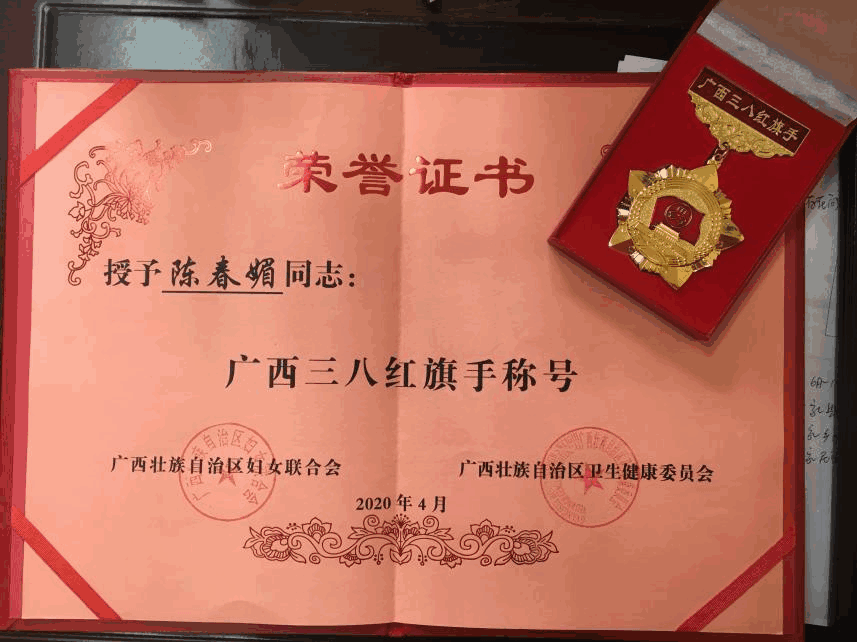 荣誉证书
广西三八红旗手
授予陈春媚同志：
广西三八红旗手称号
广西壮族自治区妇女联合会
广西壮族自治区卫生健康委员会
2020年4月